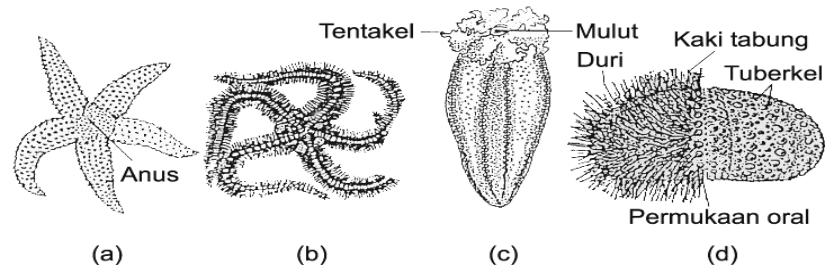 Tentakel
Mulut
Duri
Kaki tabung
Tuberkel
Anus
Permukaan oral
(a)
(b)
(c)
(d)